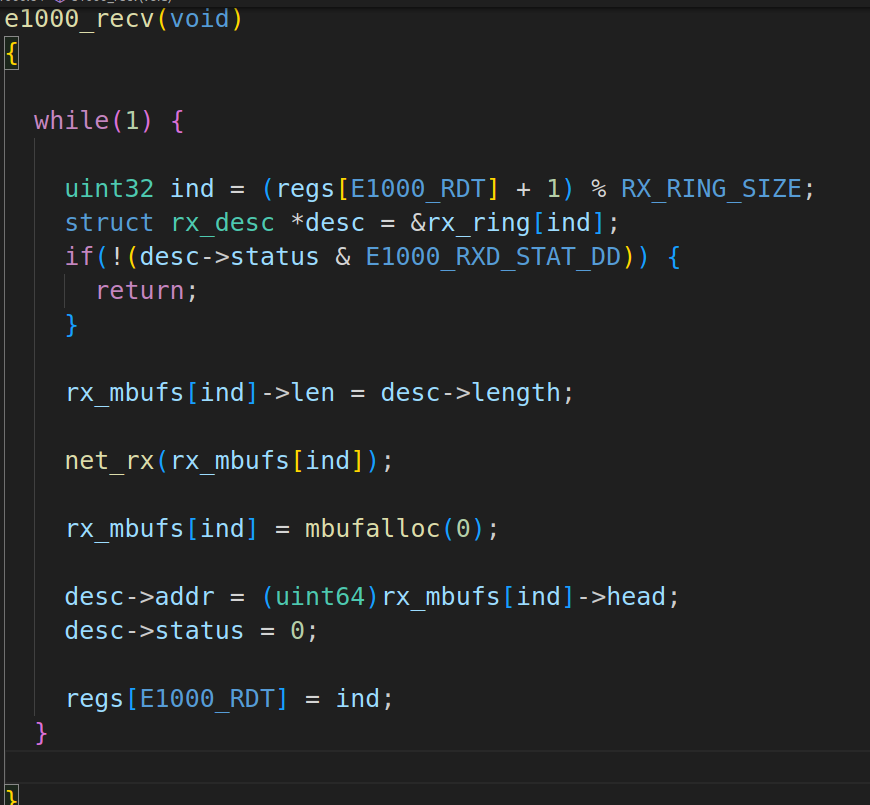 e1000_recv(void)
{
while(1) {
uint32 ind = (regs[E1000_RDT] + 1) % RX_RING_SIZE;
struct rx_desc *desc = &rx_ring[ind];
if(!(desc->status & E1000_RXD_STAT_DD)) {
return;
}
rx_mbufs[ind]->len = desc->length;
net_rx(rx_mbufs[ind]);
rx_mbufs[ind] = mbufalloc(0);
desc->addr = (uint64)rx_mbufs[ind]->head;
desc->status = 0;
regs[E1000_RDT] = ind;
}
}